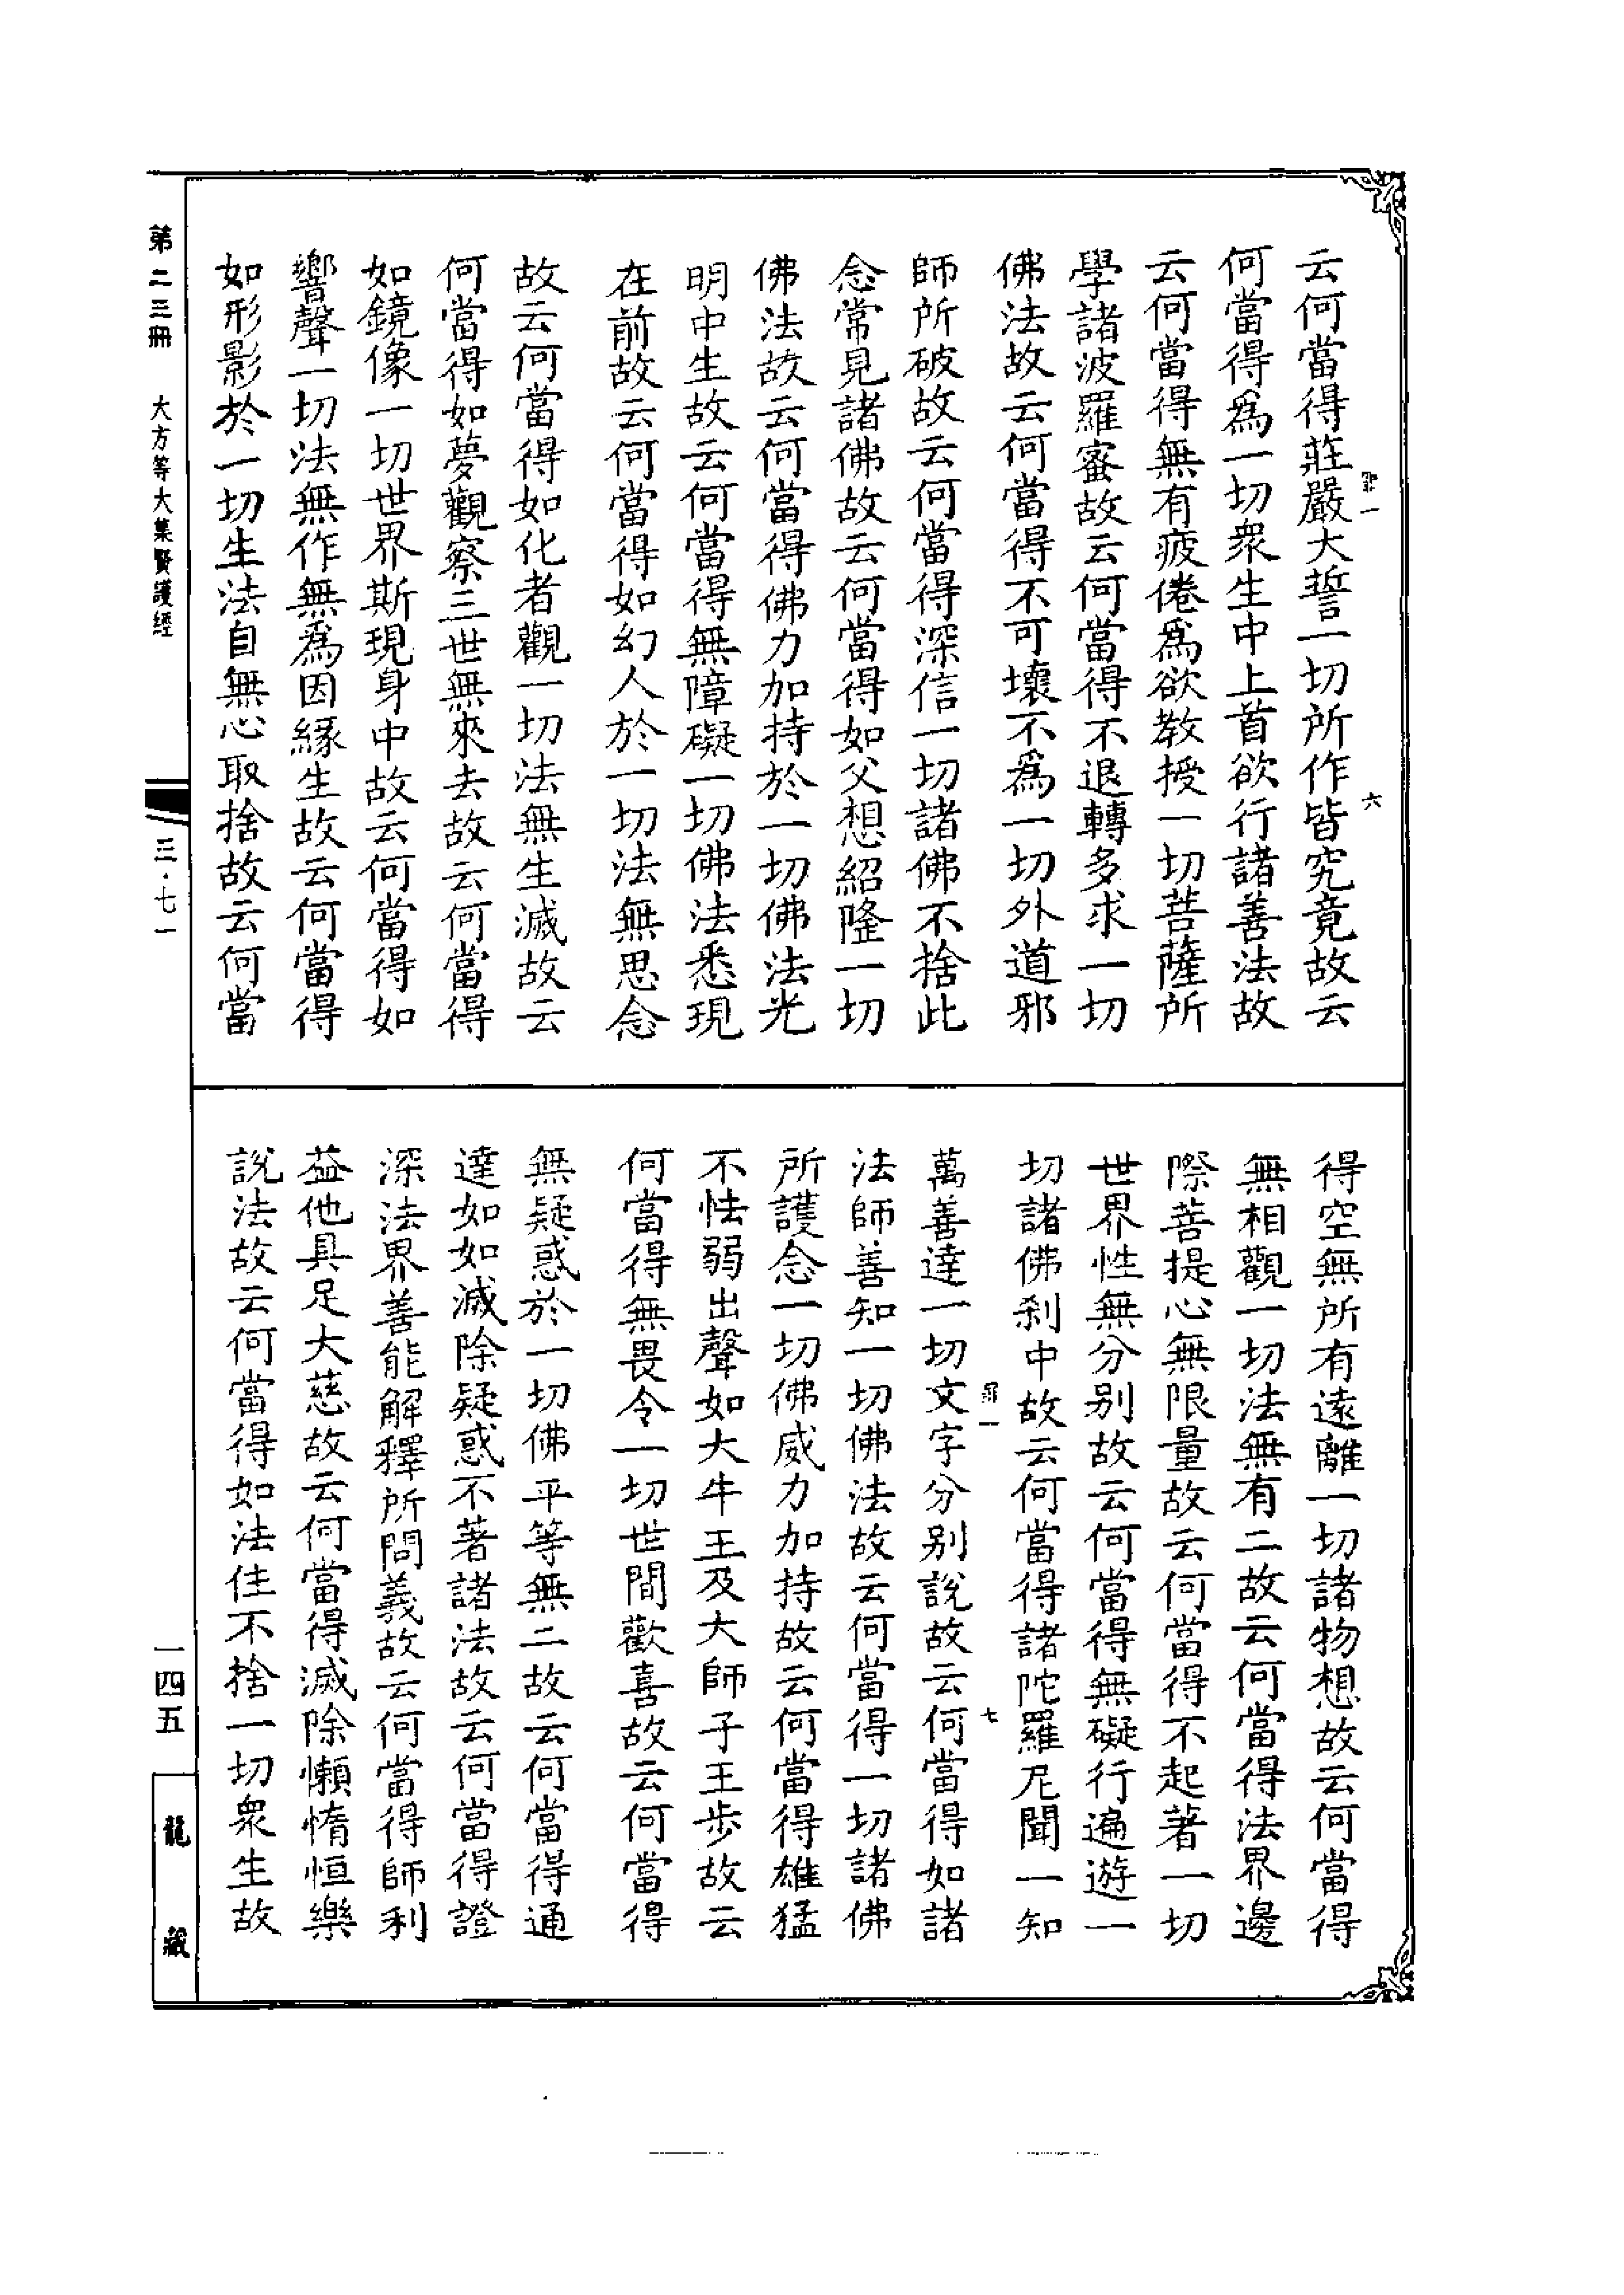 云何當得莊嚴大誓一切所作皆究竟故云
何當得爲一切衆生中上首欲行諸善法故
云何當得無有疲倦爲欲教授一切菩薩所
學諸波羅蜜故云何當得不退轉多求一切
佛法故云何當得不可壞不爲一切外道邪
師所破故云何當得深信一切諸佛不捨此
念常見諸佛故云何當得如父想紹隆一切
佛法故云何當得佛力加持於一切佛法光
明中生故云何當得無障礙一切佛法悉現
在前故云何當得如幻人於一切法無思念
故云何當得如化者觀一切法無生滅故云
何當得如夢觀察三世無來去故云何當得
如鏡像一切世界斯現身中故云何當得如
響聲一切法無作無爲因緣生故云何當得
如形影於一切生法自無心取捨故云何當
六
得空無所有遠離一切諸物想故云何當得
無相觀一切法無有二故云何當得法界邊
際菩提心無限量故云何當得不起著一切
世界性無分別故云何當得無礙行遍遊一
切諸佛刹中故云何當得諸陀羅尼聞一知
萬善達一切文字分別說故云何當得如諸
法師善知一切佛法故云何當得一切諸佛
所護念一切佛威力加持故云何當得雄猛
不怯弱出聲如大牛王及大師子王步故云
何當得無畏令一切世間歡喜故云何當得
無疑惑於一切佛平等無二故云何當得通
達如如滅除疑惑不著諸法故云何當得證
深法界善能解釋所問義故云何當得師利
益他具足大慈故云何當得滅除懶惰恒樂
說法故云何當得如法住不捨一切衆生故
七
第二三冊 大方等大集賢護經
三·七一
一四五
龍藏